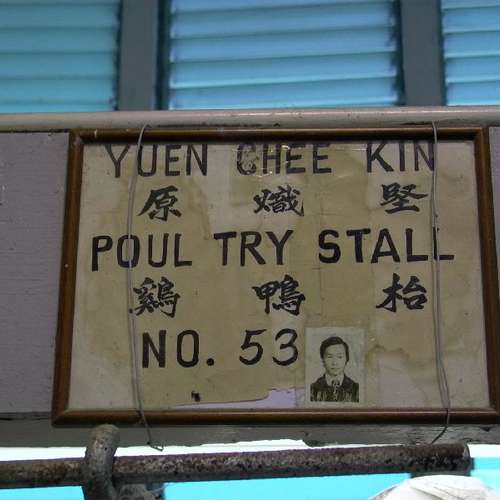 YUEN CHEE KIN
原 熾 堅
POUL TRY STALL
鷄 鴨 枱
NO. 53